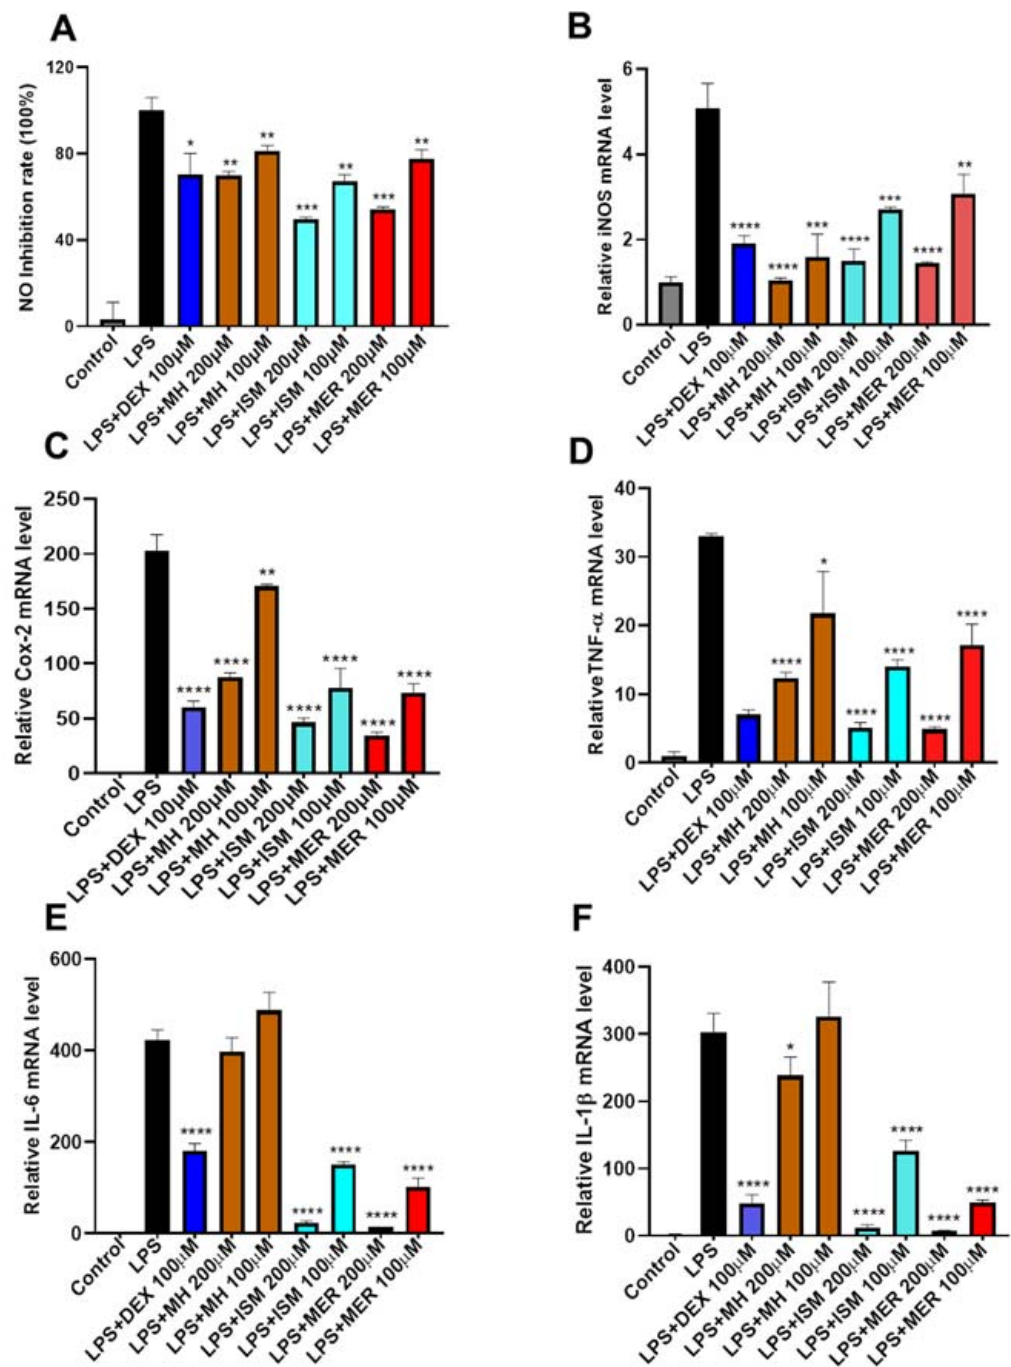 A
NO Inhibition rate (100%)
120
80
40
0
*
**
**
***
**
***
**
Control
LPS
LPS+DEX 100μM
LPS+MH 200μM
LPS+MH 100μM
LPS+ISM 200μM
LPS+ISM 100μM
LPS+MER 200μM
LPS+MER 100μM
B
Relative iNOS mRNA level
6
4
2
0
****
****
***
****
***
****
**
Control
LPS
LPS+DEX 100μM
LPS+MH 200μM
LPS+MH 100μM
LPS+ISM 200μM
LPS+ISM 100μM
LPS+MER 200μM
LPS+MER 100μM
C
Relative Cox-2 mRNA level
250
200
150
100
50
0
****
****
**
****
****
****
****
Control
LPS
LPS+DEX 100μM
LPS+MH 200μM
LPS+MH 100μM
LPS+ISM 200μM
LPS+ISM 100μM
LPS+MER 200μM
LPS+MER 100μM
D
RelativeTNF-α mRNA level
40
30
20
10
0
****
*
****
****
****
****
Control
LPS
LPS+DEX 100μM
LPS+MH 200μM
LPS+MH 100μM
LPS+ISM 200μM
LPS+ISM 100μM
LPS+MER 200μM
LPS+MER 100μM
E
Relative IL-6 mRNA level
600
400
200
0
****
****
****
****
****
Control
LPS
LPS+DEX 100μM
LPS+MH 200μM
LPS+MH 100μM
LPS+ISM 200μM
LPS+ISM 100μM
LPS+MER 200μM
LPS+MER 100μM
F
Relative IL-1β mRNA level
400
300
200
100
0
****
*
****
****
****
****
Control
LPS
LPS+DEX 100μM
LPS+MH 200μM
LPS+MH 100μM
LPS+ISM 200μM
LPS+ISM 100μM
LPS+MER 200μM
LPS+MER 100μM